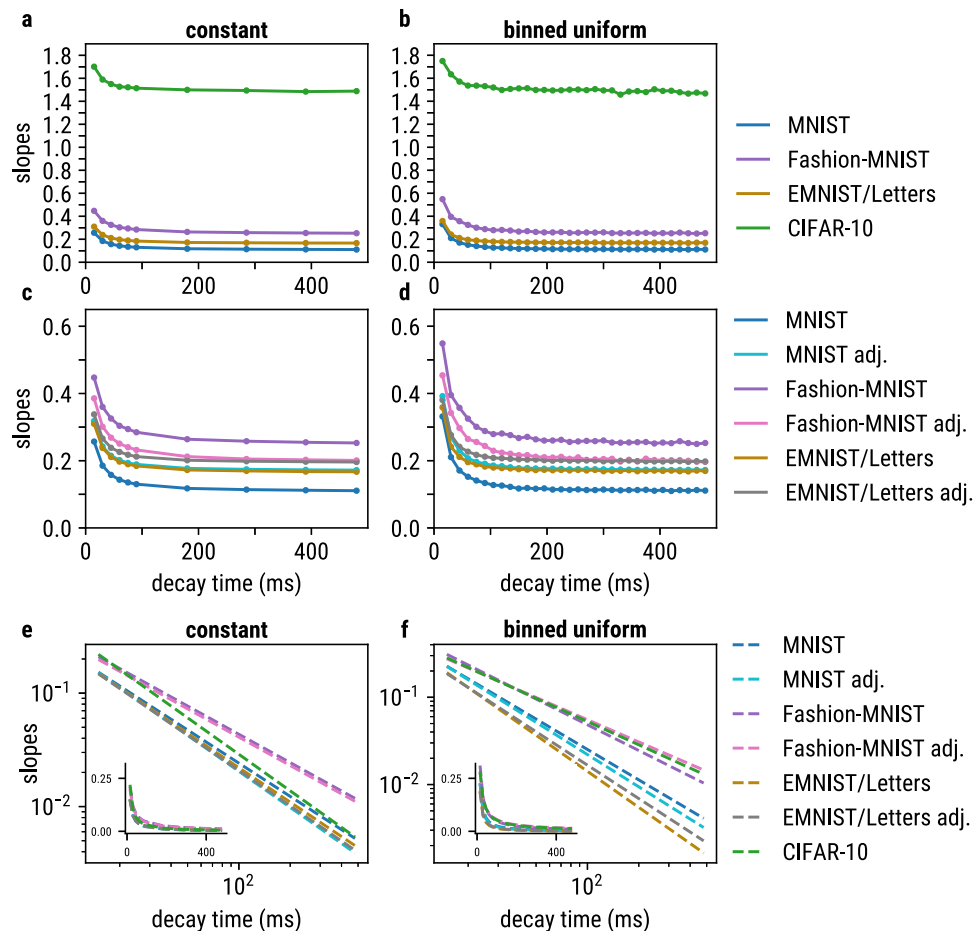 a constant
b binned uniform
slopes
1.8
1.6
1.4
1.2
1.0
0.8
0.6
0.4
0.2
0.0
0 200 400
1.8
1.6
1.4
1.2
1.0
0.8
0.6
0.4
0.2
0.0
0 200 400
MNIST
Fashion-MNIST
EMNIST/Letters
CIFAR-10
c
d
slopes
0.6
0.4
0.2
0.0
0 200 400
decay time (ms)
0.6
0.4
0.2
0.0
0 200 400
decay time (ms)
MNIST
MNIST adj.
Fashion-MNIST
Fashion-MNIST adj.
EMNIST/Letters
EMNIST/Letters adj.
e constant
f binned uniform
slopes
10⁻¹
10⁻²
0.25
0.00
0 400
10²
decay time (ms)
10⁻¹
10⁻²
0.25
0.00
0 400
10²
decay time (ms)
MNIST
MNIST adj.
Fashion-MNIST
Fashion-MNIST adj.
EMNIST/Letters
EMNIST/Letters adj.
CIFAR-10